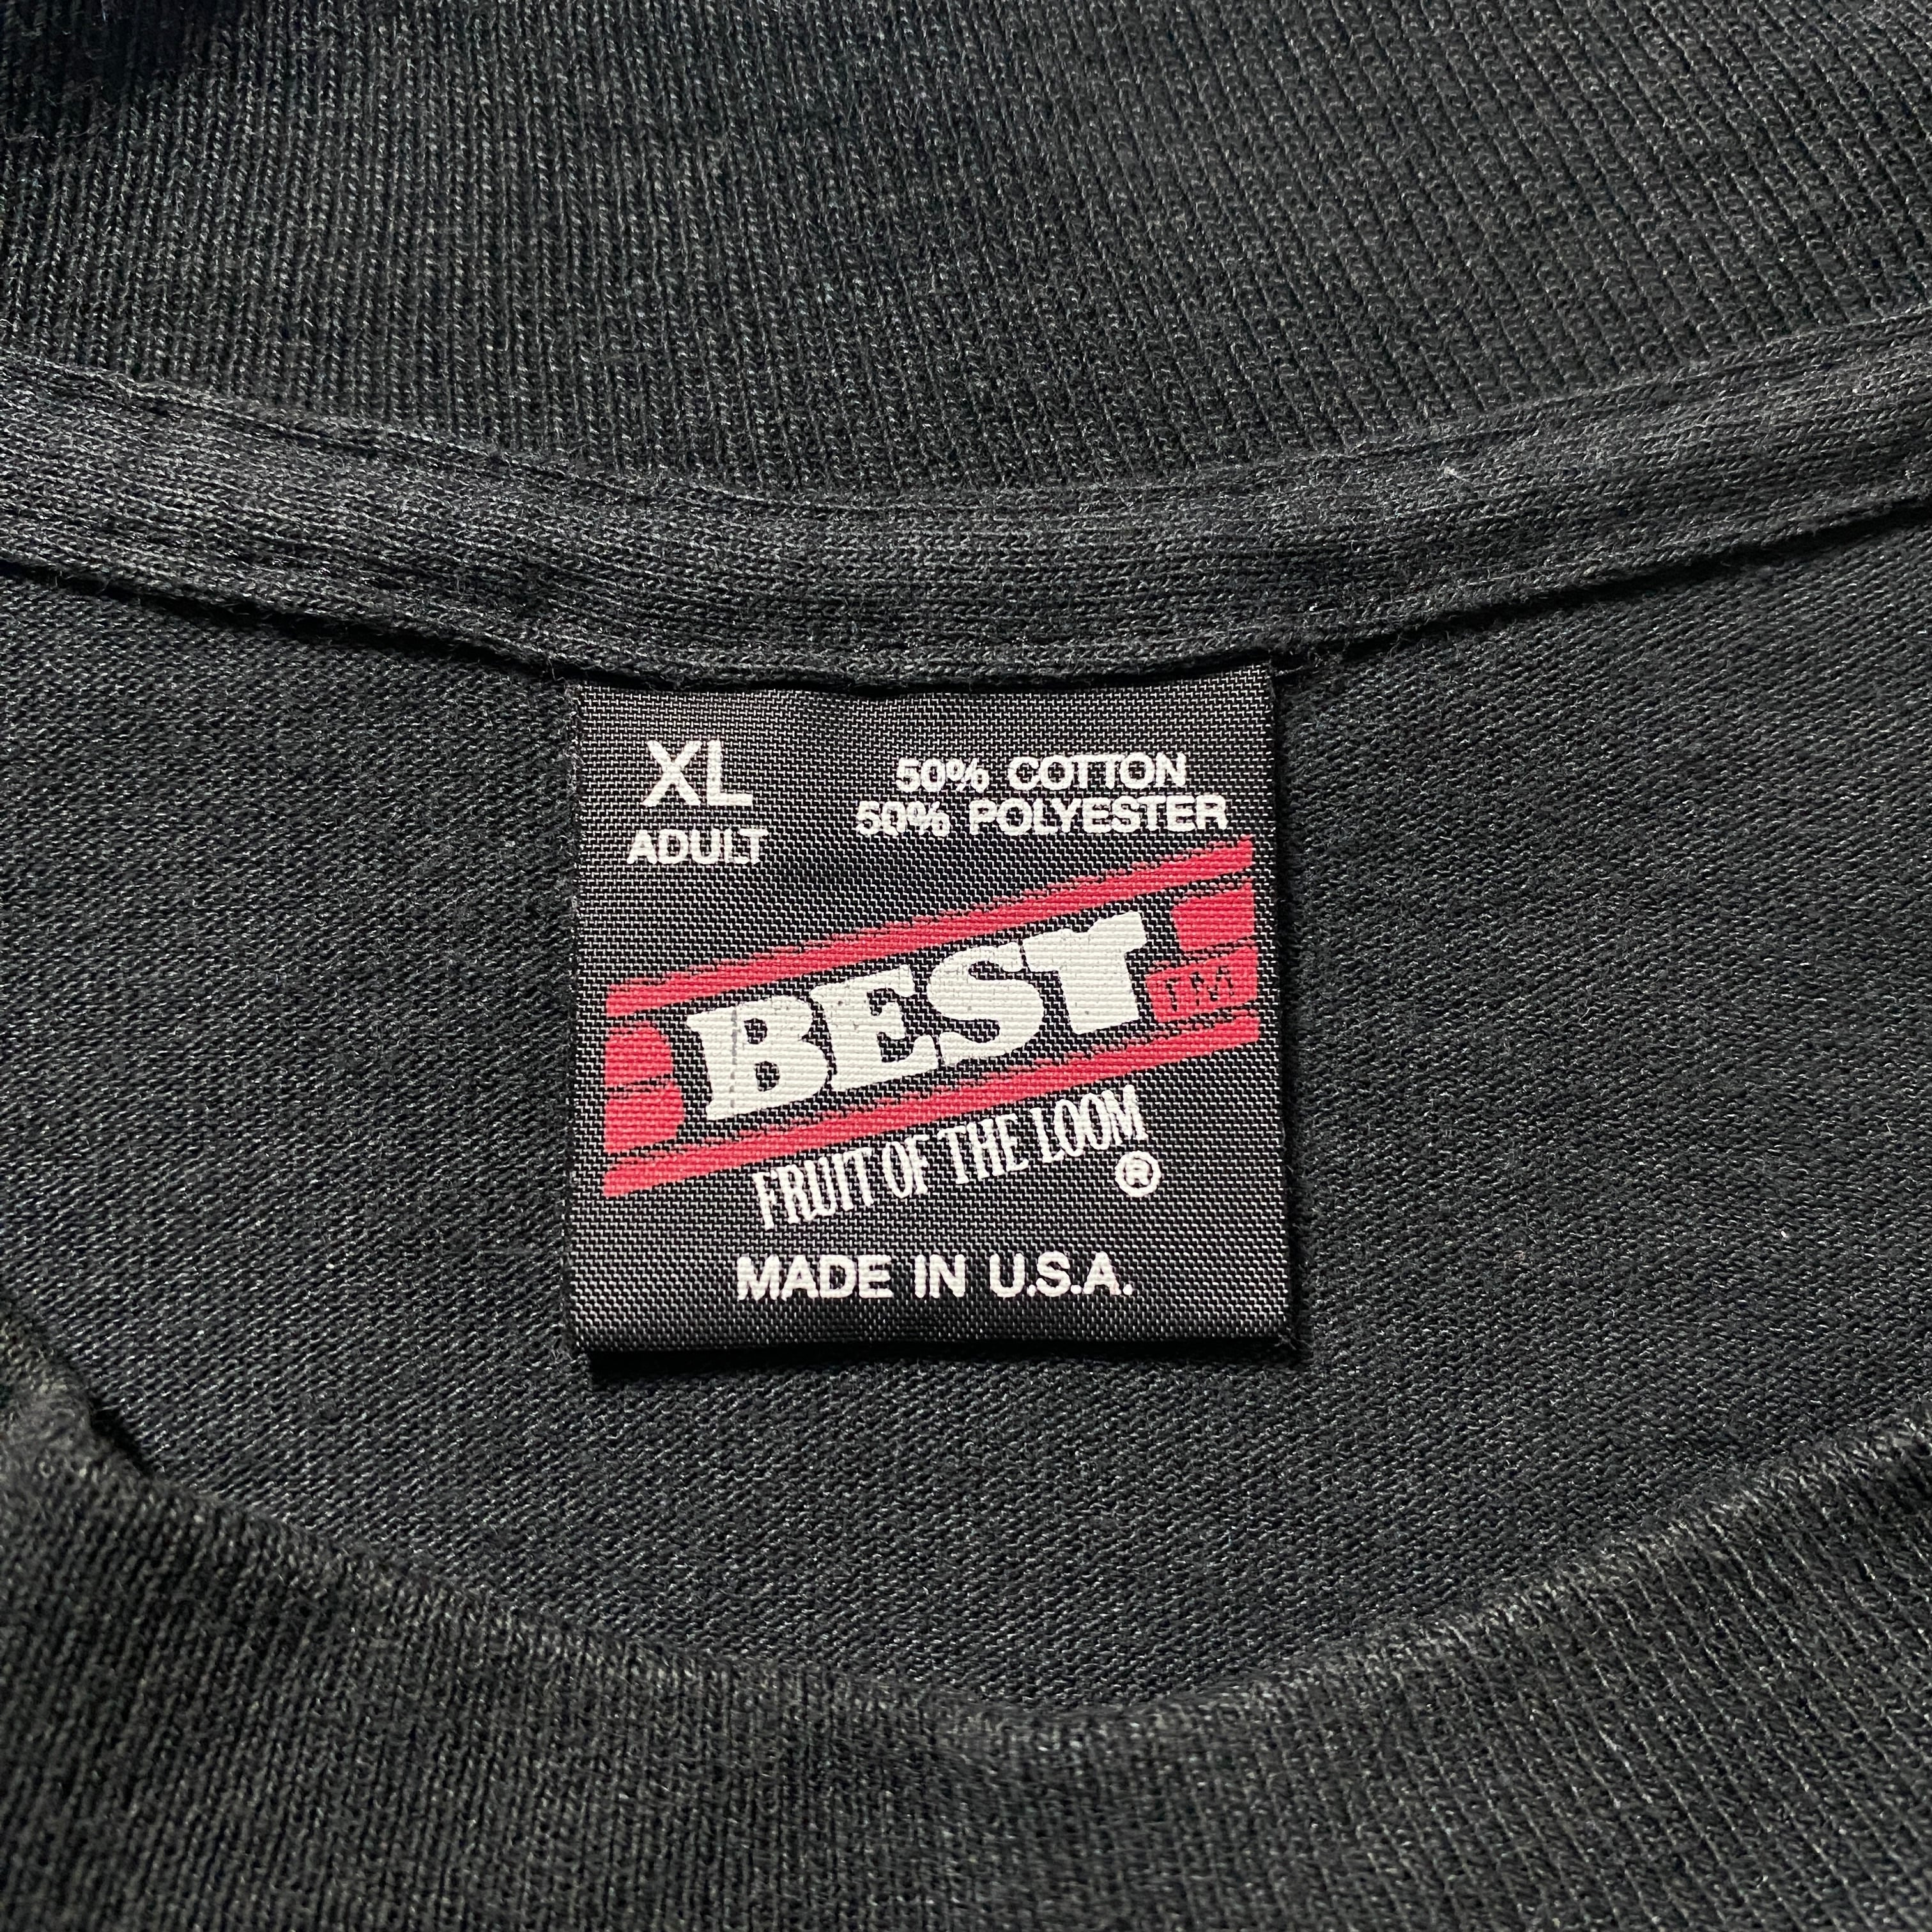 XL
ADULT
50% COTTON
50% POLYESTER
BEST TM
FRUIT OF THE LOOM
®
MADE IN U.S.A.